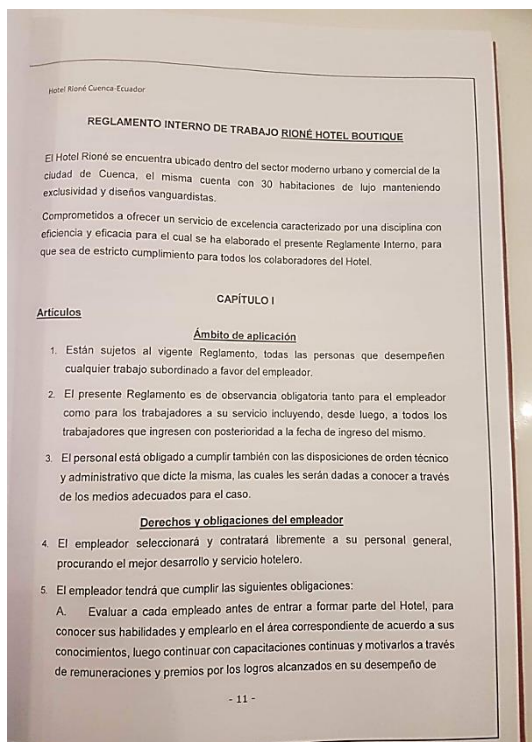 Hotel Rioné Cuenca-Ecuador
REGLAMENTO INTERNO DE TRABAJO RIONÉ HOTEL BOUTIQUE
El Hotel Rioné se encuentra ubicado dentro del sector moderno urbano y comercial de la
ciudad de Cuenca, el misma cuenta con 30 habitaciones de lujo manteniendo
exclusividad y diseños vanguardistas.
Comprometidos a ofrecer un servicio de excelencia caracterizado por una disciplina con
eficiencia y eficacia para el cual se ha elaborado el presente Reglamente Interno, para
que sea de estricto cumplimiento para todos los colaboradores del Hotel.
CAPÍTULO I
Artículos
Ámbito de aplicación
1. Están sujetos al vigente Reglamento, todas las personas que desempeñen
cualquier trabajo subordinado a favor del empleador.
2. El presente Reglamento es de observancia obligatoria tanto para el empleador
como para los trabajadores a su servicio incluyendo, desde luego, a todos los
trabajadores que ingresen con posterioridad a la fecha de ingreso del mismo.
3. El personal está obligado a cumplir también con las disposiciones de orden técnico
y administrativo que dicte la misma, las cuales les serán dadas a conocer a través
de los medios adecuados para el caso.
Derechos y obligaciones del empleador
4. El empleador seleccionará y contratará libremente a su personal general,
procurando el mejor desarrollo y servicio hotelero.
5. El empleador tendrá que cumplir las siguientes obligaciones:
A. Evaluar a cada empleado antes de entrar a formar parte del Hotel, para
conocer sus habilidades y emplearlo en el área correspondiente de acuerdo a sus
conocimientos, luego continuar con capacitaciones continuas y motivarlos a través
de remuneraciones y premios por los logros alcanzados en su desempeño de
- 11 -